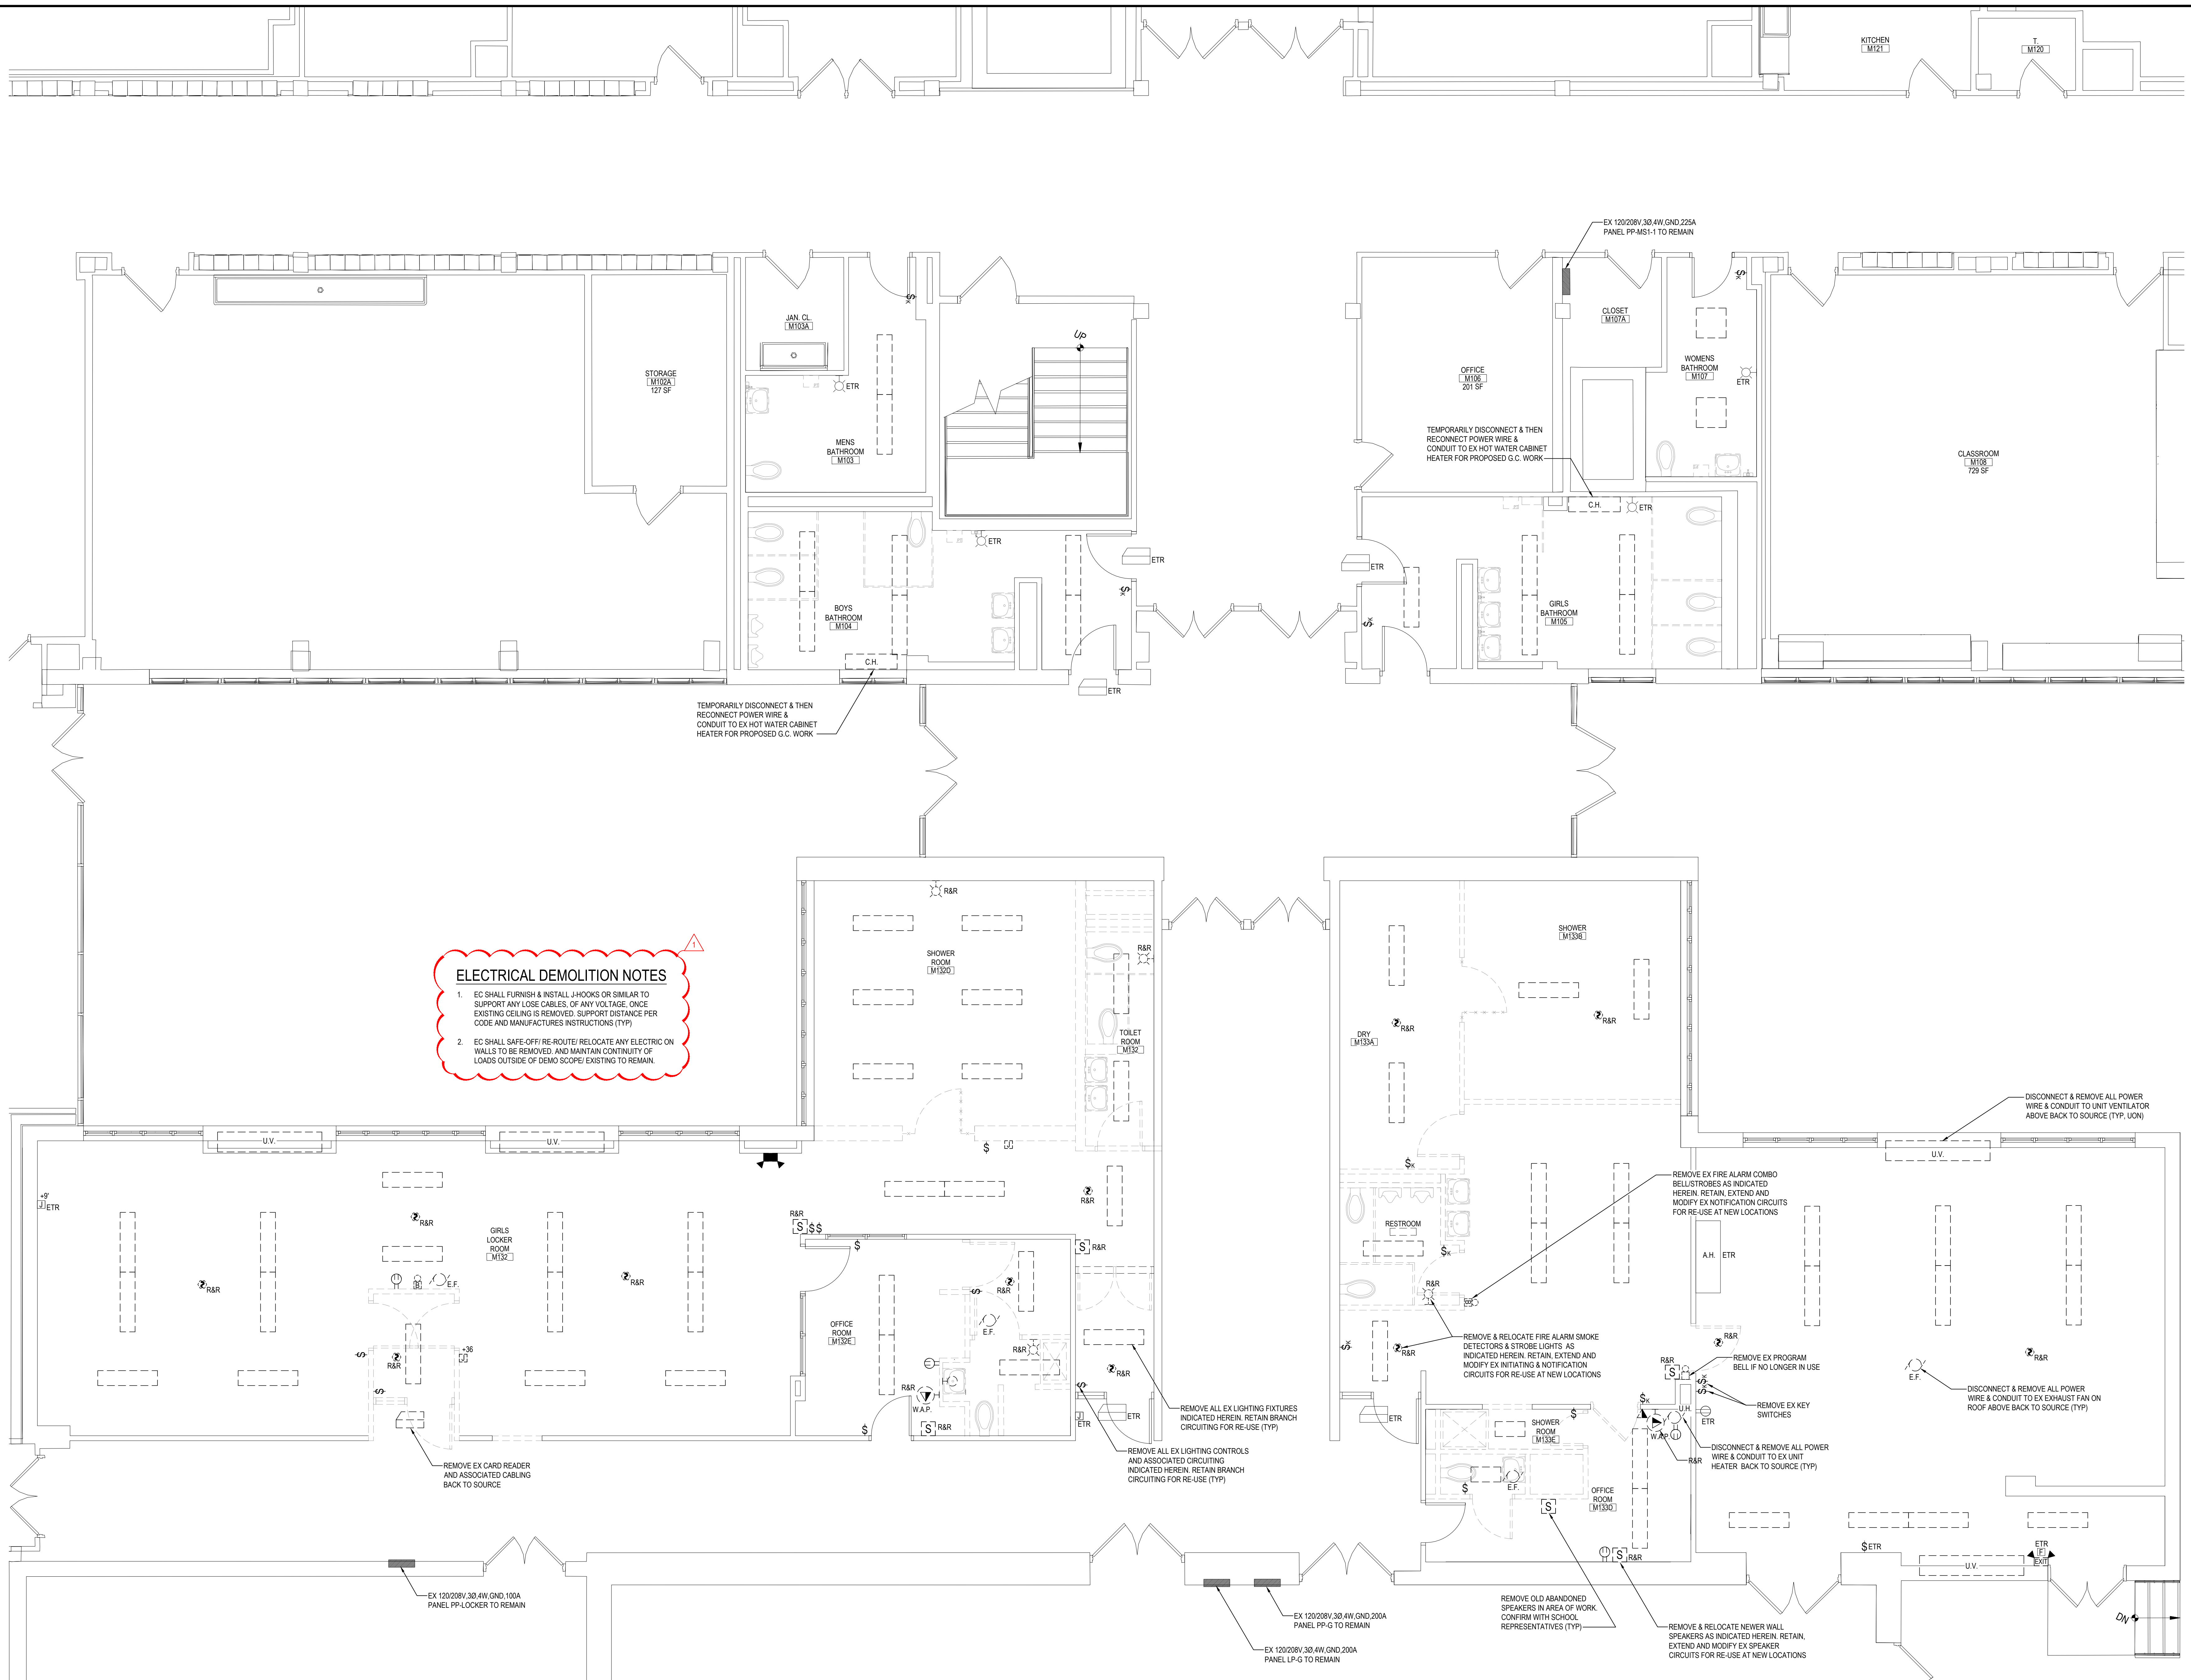 KITCHEN
M121
T.
M120
EX 120/208V,3Ø,4W,GND,225A
PANEL PP-MS1-1 TO REMAIN
$K
$K
JAN. CL.
M103A
UP
CLOSET
M107A
STORAGE
M102A
127 SF
ETR
OFFICE
M106
201 SF
WOMENS
BATHROOM
M107
ETR
MENS
BATHROOM
M103
TEMPORARILY DISCONNECT & THEN
RECONNECT POWER WIRE &
CONDUIT TO EX HOT WATER CABINET
HEATER FOR PROPOSED G.C. WORK
CLASSROOM
M108
729 SF
C.H.
ETR
ETR
ETR
ETR
$K
$K
BOYS
BATHROOM
M104
GIRLS
BATHROOM
M105
C.H.
ETR
TEMPORARILY DISCONNECT & THEN
RECONNECT POWER WIRE &
CONDUIT TO EX HOT WATER CABINET
HEATER FOR PROPOSED G.C. WORK
R&R
1
ELECTRICAL DEMOLITION NOTES
1. EC SHALL FURNISH & INSTALL J-HOOKS OR SIMILAR TO
SUPPORT ANY LOSE CABLES, OF ANY VOLTAGE, ONCE
EXISTING CEILING IS REMOVED. SUPPORT DISTANCE PER
CODE AND MANUFACTURES INSTRUCTIONS (TYP)
2. EC SHALL SAFE-OFF/ RE-ROUTE/ RELOCATE ANY ELECTRIC ON
WALLS TO BE REMOVED. AND MAINTAIN CONTINUITY OF
LOADS OUTSIDE OF DEMO SCOPE/ EXISTING TO REMAIN.
SHOWER
ROOM
M132D
R&R
SHOWER
M133B
R&R
R&R
TOILET
ROOM
M132
DRY
M133A
DISCONNECT & REMOVE ALL POWER
WIRE & CONDUIT TO UNIT VENTILATOR
ABOVE BACK TO SOURCE (TYP, UON)
U.V.
U.V.
U.V.
$
J
$K
REMOVE EX FIRE ALARM COMBO
BELL/STROBES AS INDICATED
HEREIN. RETAIN, EXTEND AND
MODIFY EX NOTIFICATION CIRCUITS
FOR RE-USE AT NEW LOCATIONS
+9'
J
ETR
R&R
R&R
GIRLS
LOCKER
ROOM
M132
R&R
S
$$
$
S
R&R
RESTROOM
$K
A.H.
ETR
R&R
B
E.F.
R&R
R&R
R&R
B
$
E.F.
OFFICE
ROOM
M132E
R&R
REMOVE & RELOCATE FIRE ALARM SMOKE
DETECTORS & STROBE LIGHTS AS
INDICATED HEREIN. RETAIN, EXTEND AND
MODIFY EX INITIATING & NOTIFICATION
CIRCUITS FOR RE-USE AT NEW LOCATIONS
R&R
$K
R&R
R&R
$
R&R
+36
J
R&R
R&R
S
REMOVE EX PROGRAM
BELL IF NO LONGER IN USE
E.F.
DISCONNECT & REMOVE ALL POWER
WIRE & CONDUIT TO EX EXHAUST FAN ON
ROOF ABOVE BACK TO SOURCE (TYP)
$K
$K
REMOVE EX KEY
SWITCHES
$
R&R
W.A.P.
S
R&R
$
$
J
ETR
ETR
REMOVE ALL EX LIGHTING FIXTURES
INDICATED HEREIN. RETAIN BRANCH
CIRCUITING FOR RE-USE (TYP)
ETR
SHOWER
ROOM
M133E
$
$K
U.H.
W.A.P.
ETR
REMOVE EX CARD READER
AND ASSOCIATED CABLING
BACK TO SOURCE
REMOVE ALL EX LIGHTING CONTROLS
AND ASSOCIATED CIRCUITING
INDICATED HEREIN. RETAIN BRANCH
CIRCUITING FOR RE-USE (TYP)
R&R
DISCONNECT & REMOVE ALL POWER
WIRE & CONDUIT TO EX UNIT
HEATER BACK TO SOURCE (TYP)
$
E.F.
S
OFFICE
ROOM
M133D
S
R&R
$ETR
U.V.
ETR
F
EXIT
EX 120/208V,3Ø,4W,GND,100A
PANEL PP-LOCKER TO REMAIN
EX 120/208V,3Ø,4W,GND,200A
PANEL PP-G TO REMAIN
EX 120/208V,3Ø,4W,GND,200A
PANEL LP-G TO REMAIN
REMOVE OLD ABANDONED
SPEAKERS IN AREA OF WORK.
CONFIRM WITH SCHOOL
REPRESENTATIVES (TYP)
REMOVE & RELOCATE NEWER WALL
SPEAKERS AS INDICATED HEREIN. RETAIN,
EXTEND AND MODIFY EX SPEAKER
CIRCUITS FOR RE-USE AT NEW LOCATIONS
DN